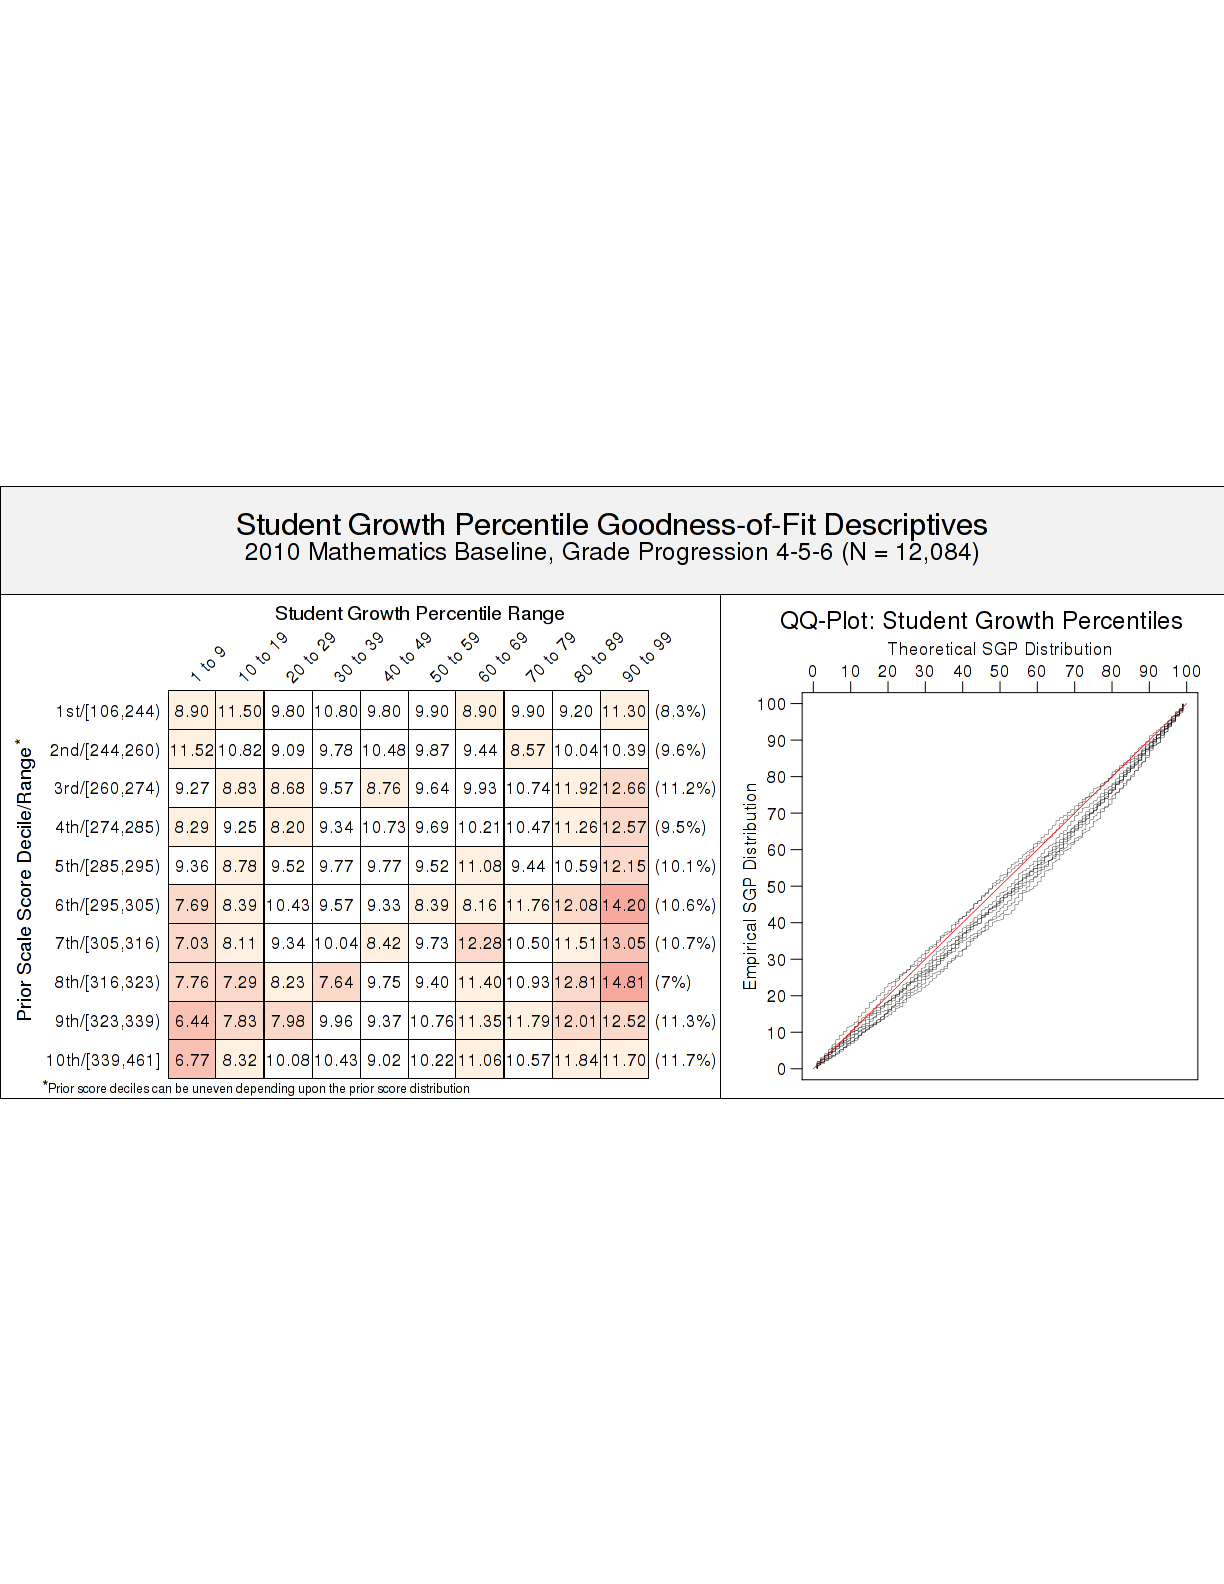 Student Growth Percentile Goodness-of-Fit Descriptives
2010 Mathematics Baseline, Grade Progression 4-5-6 (N = 12,084)
Student Growth Percentile Range
1 to 9 10 to 19 20 to 29 30 to 39 40 to 49 50 to 59 60 to 69 70 to 79 80 to 89 90 to 99
Prior Scale Score Decile/Range*
1st/[106,244) 8.90 11.50 9.80 10.80 9.80 9.90 8.90 9.90 9.20 11.30 (8.3%)
2nd/[244,260) 11.52 10.82 9.09 9.78 10.48 9.87 9.44 8.57 10.04 10.39 (9.6%)
3rd/[260,274) 9.27 8.83 8.68 9.57 8.76 9.64 9.93 10.74 11.92 12.66 (11.2%)
4th/[274,285) 8.29 9.25 8.20 9.34 10.73 9.69 10.21 10.47 11.26 12.57 (9.5%)
5th/[285,295) 9.36 8.78 9.52 9.77 9.77 9.52 11.08 9.44 10.59 12.15 (10.1%)
6th/[295,305) 7.69 8.39 10.43 9.57 9.33 8.39 8.16 11.76 12.08 14.20 (10.6%)
7th/[305,316) 7.03 8.11 9.34 10.04 8.42 9.73 12.28 10.50 11.51 13.05 (10.7%)
8th/[316,323) 7.76 7.29 8.23 7.64 9.75 9.40 11.40 10.93 12.81 14.81 (7%)
9th/[323,339) 6.44 7.83 7.98 9.96 9.37 10.76 11.35 11.79 12.01 12.52 (11.3%)
10th/[339,461] 6.77 8.32 10.08 10.43 9.02 10.22 11.06 10.57 11.84 11.70 (11.7%)
*Prior score deciles can be uneven depending upon the prior score distribution
QQ-Plot: Student Growth Percentiles
Theoretical SGP Distribution
0 10 20 30 40 50 60 70 80 90 100
Empirical SGP Distribution
100
90
80
70
60
50
40
30
20
10
0